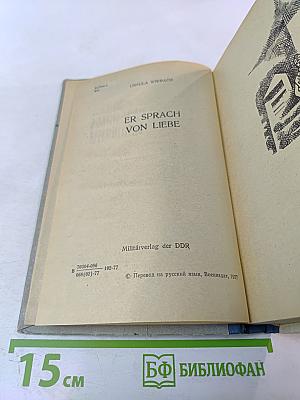 ER SPRACH
VON LIEBE
Militärverlag der DDR
© Перевод на русский язык, Воениздат, 1977
15 см
БФ БИБЛИОФАН